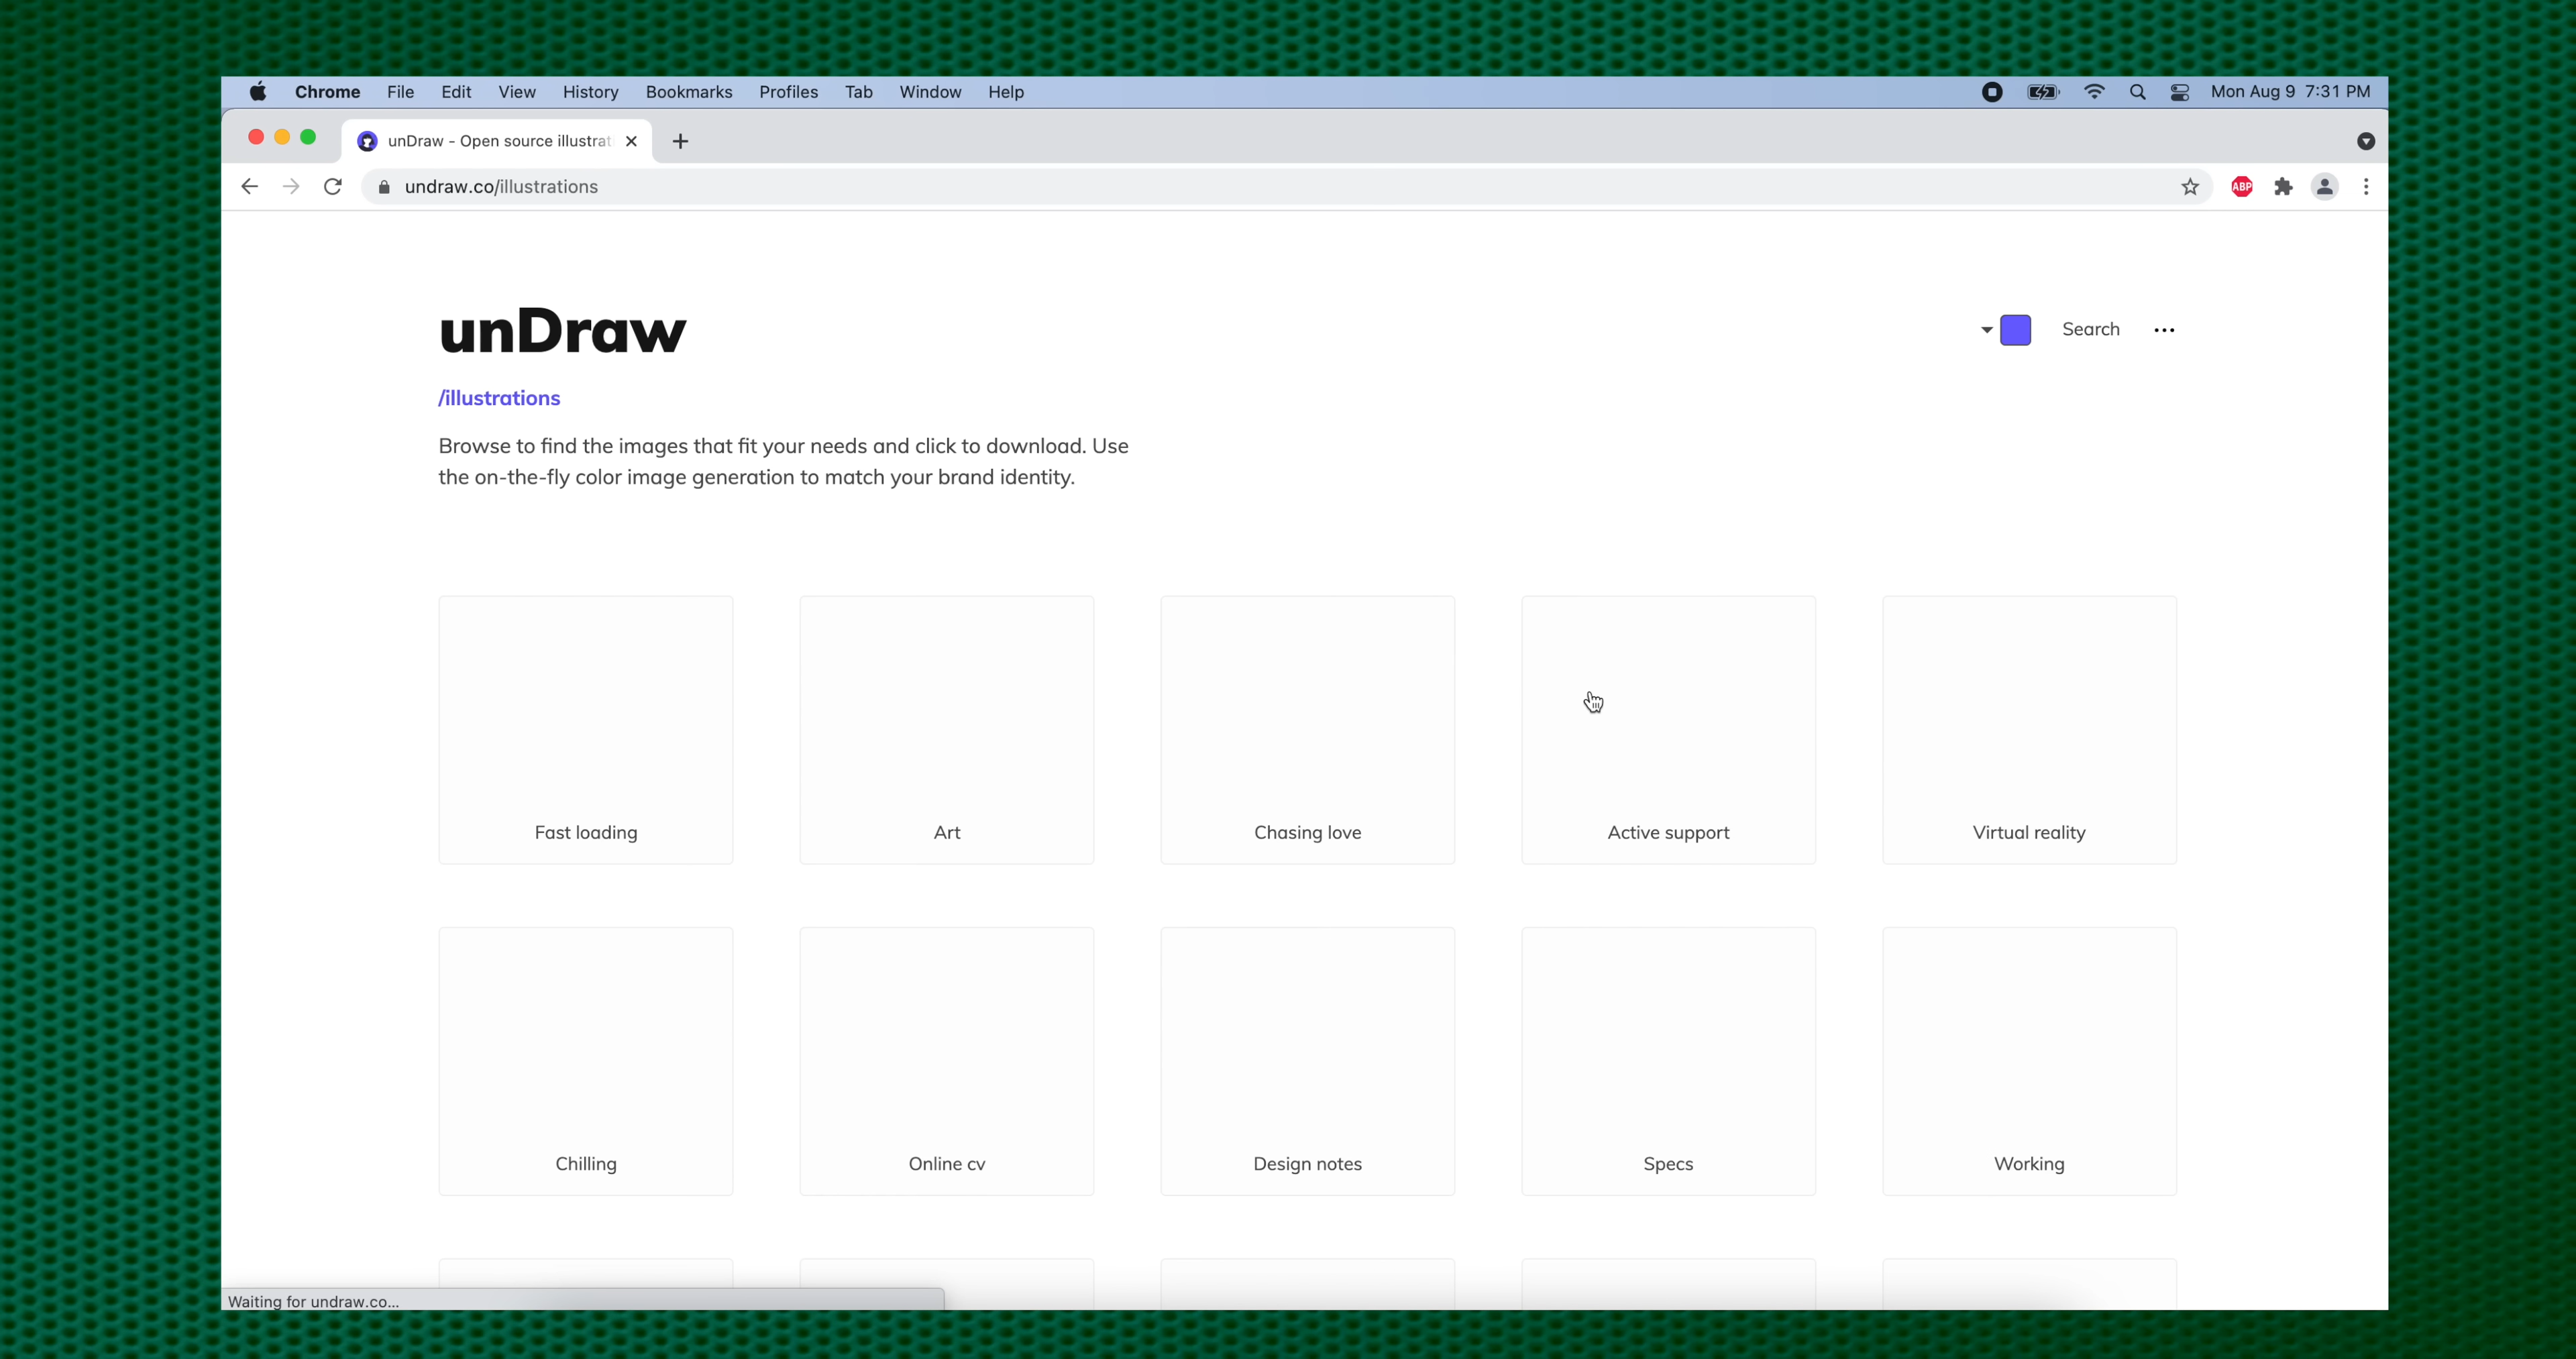 Chrome File Edit View History Bookmarks Profiles Tab Window Help Mon Aug 9 7:31 PM
unDraw - Open source illustrat
undraw.co/illustrations ABP
unDraw
Search
/illustrations
Browse to find the images that fit your needs and click to download. Use
the on-the-fly color image generation to match your brand identity.
Fast loading Art Chasing love Active support Virtual reality
Chilling Online cv Design notes Specs Working
Waiting for undraw.co...